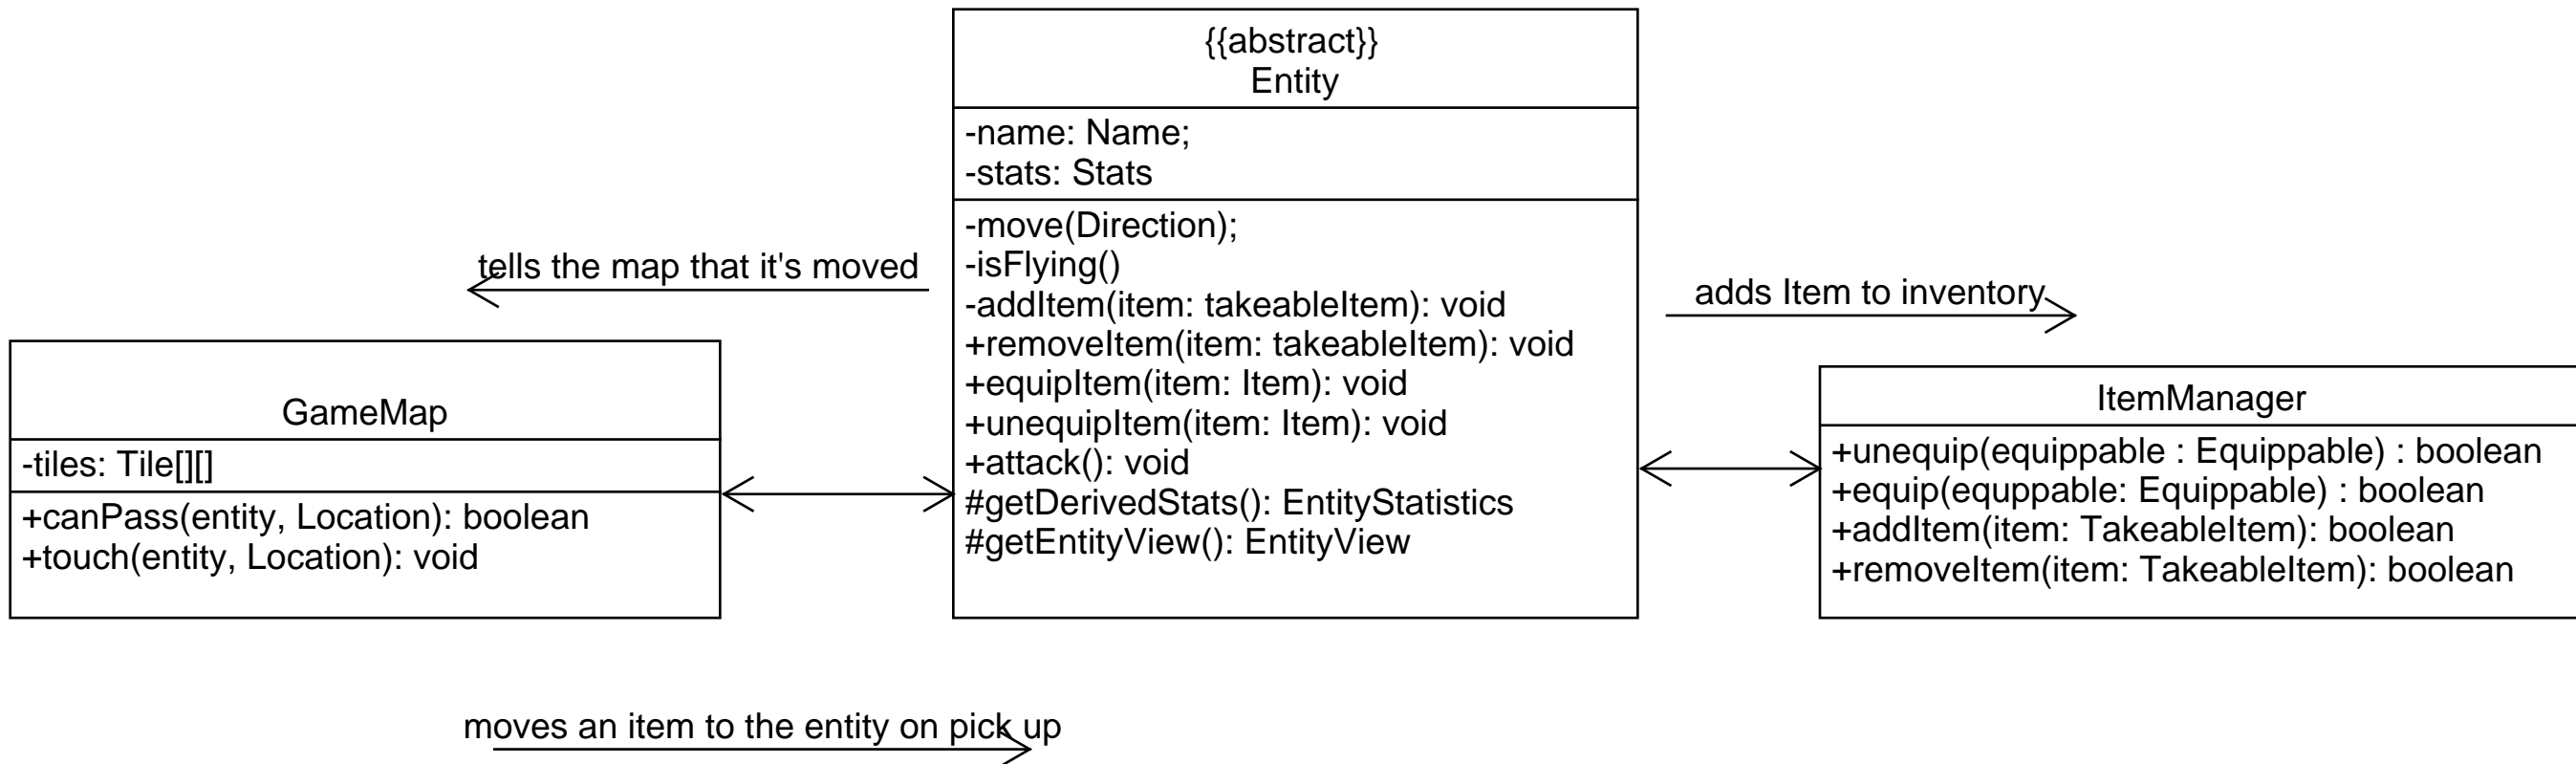 {{abstract}}
Entity
-name: Name;
-stats: Stats
-move(Direction);
-isFlying()
-addItem(item: takeableItem): void
+removeItem(item: takeableItem): void
+equipItem(item: Item): void
+unequipItem(item: Item): void
+attack(): void
#getDerivedStats(): EntityStatistics
#getEntityView(): EntityView
tells the map that it's moved
adds Item to inventory
GameMap
-tiles: Tile[][]
+canPass(entity, Location): boolean
+touch(entity, Location): void
ItemManager
+unequip(equippable : Equippable) : boolean
+equip(equppable: Equippable) : boolean
+addItem(item: TakeableItem): boolean
+removeItem(item: TakeableItem): boolean
moves an item to the entity on pick up